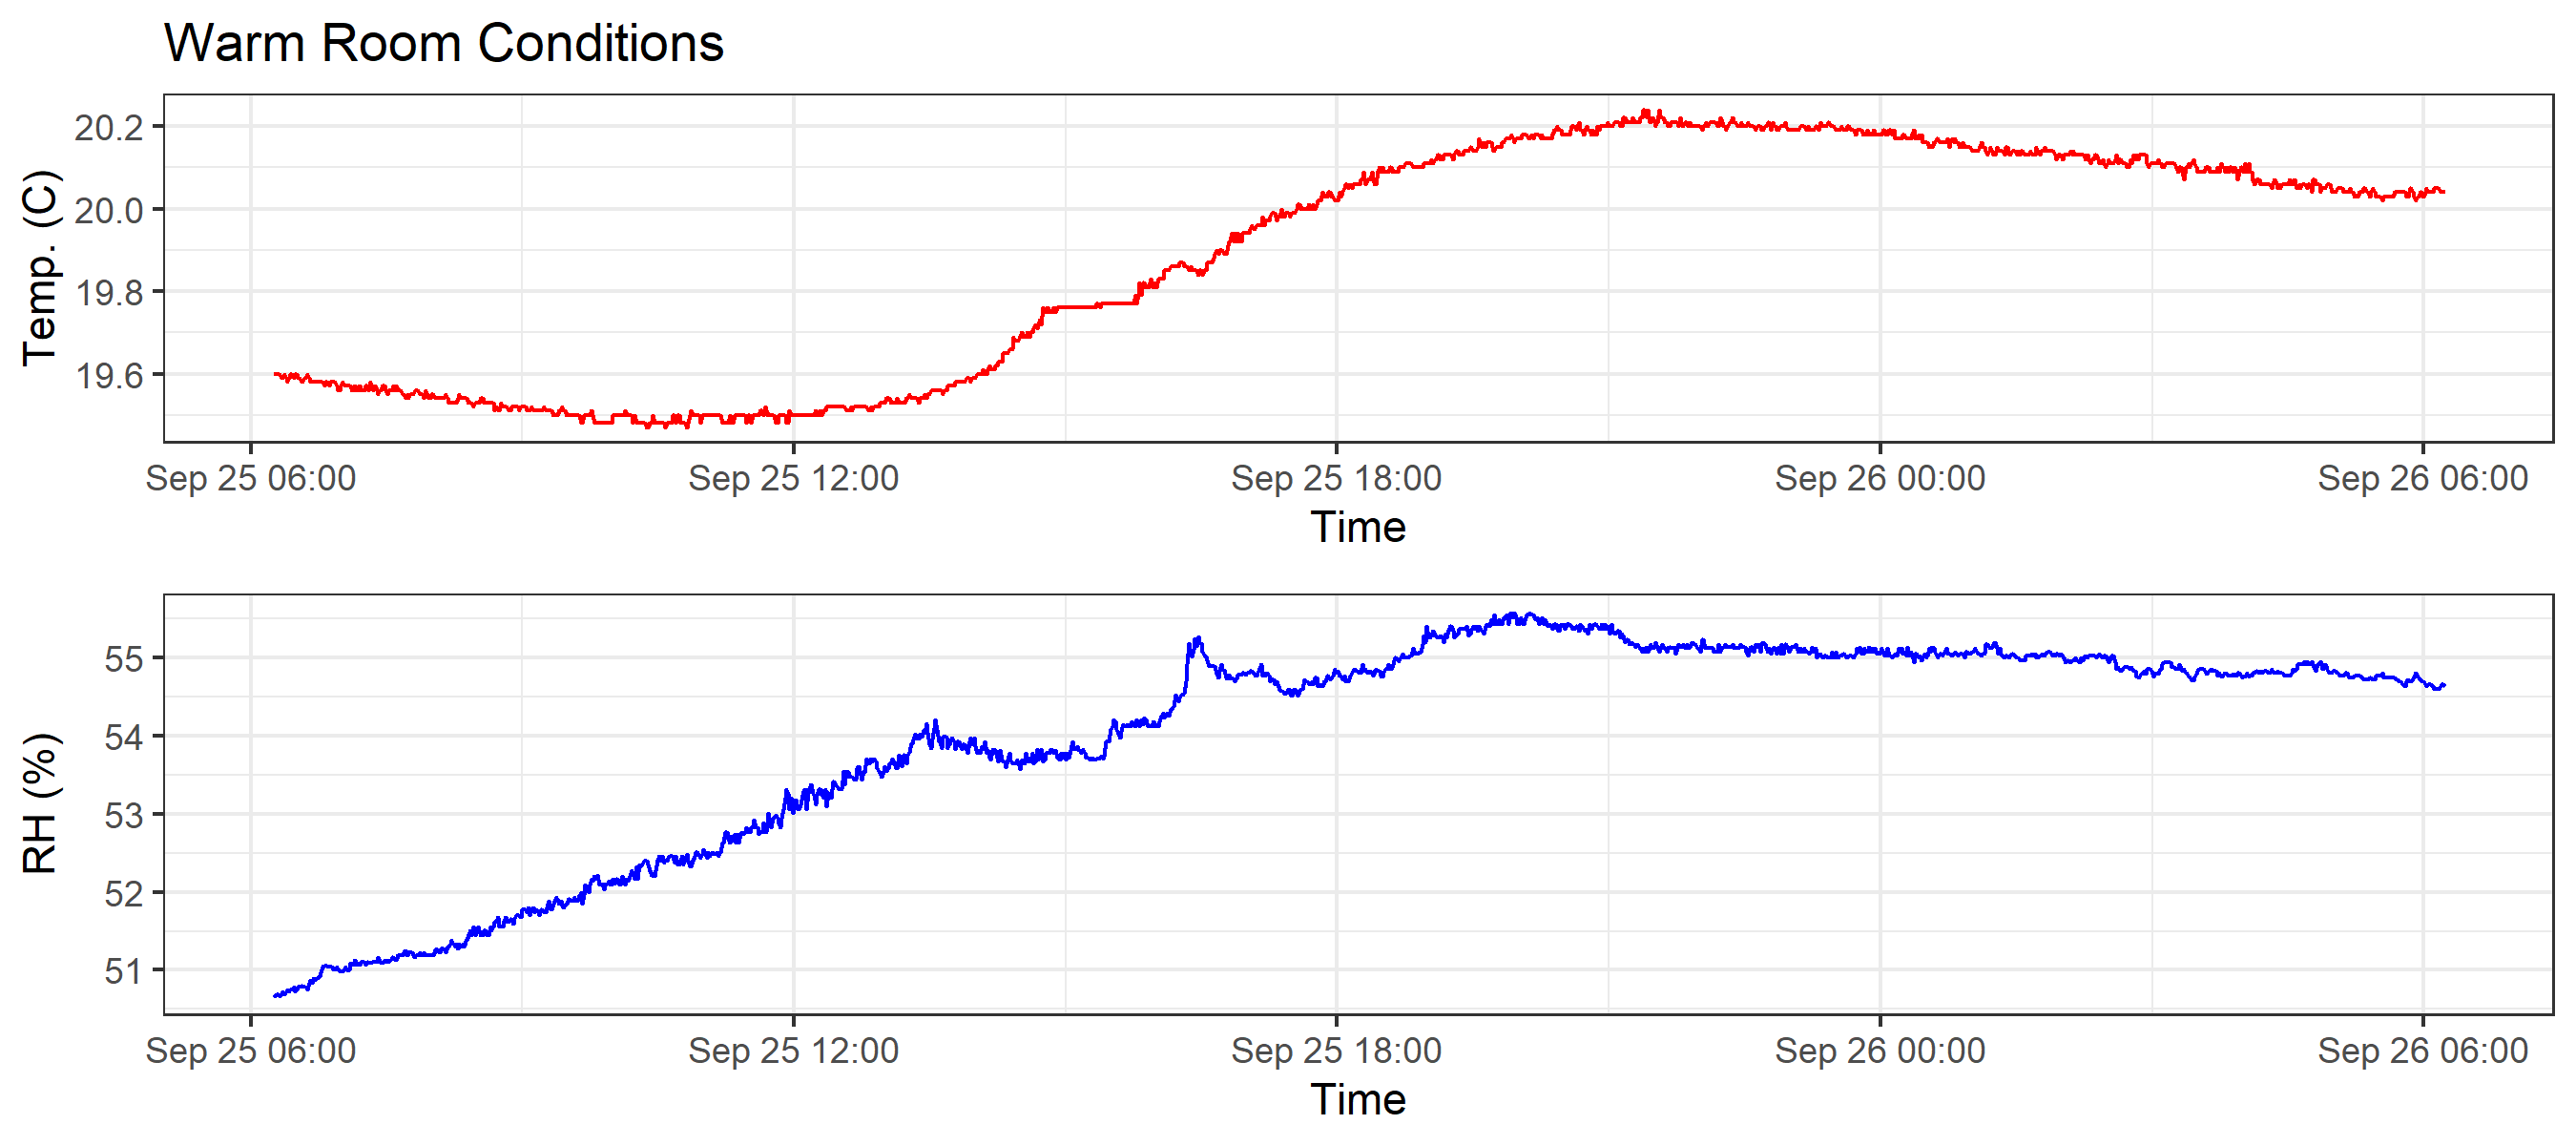 Warm Room Conditions
Temp. (C)
20.2
20.0
19.8
19.6
Sep 25 06:00 Sep 25 12:00 Sep 25 18:00 Sep 26 00:00 Sep 26 06:00
Time
RH (%)
55
54
53
52
51
Sep 25 06:00 Sep 25 12:00 Sep 25 18:00 Sep 26 00:00 Sep 26 06:00
Time